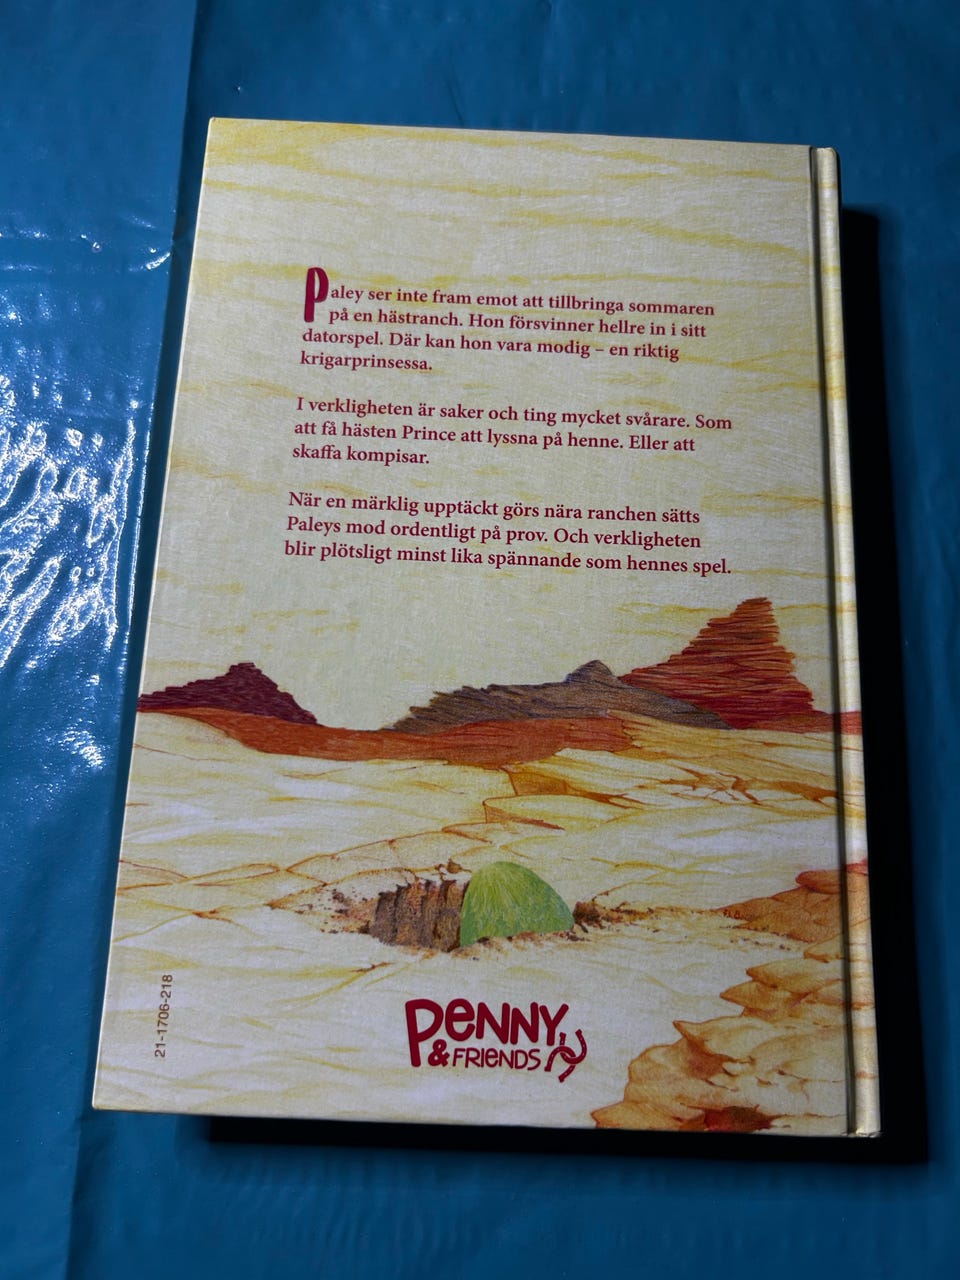 Paley ser inte fram emot att tillbringa sommaren
på en hästranch. Hon försvinner hellre in i sitt
datorspel. Där kan hon vara modig – en riktig
krigarprinsessa.
I verkligheten är saker och ting mycket svårare. Som
att få hästen Prince att lyssna på henne. Eller att
skaffa kompisar.
När en märklig upptäckt görs nära ranchen sätts
Paleys mod ordentligt på prov. Och verkligheten
blir plötsligt minst lika spännande som hennes spel.
21-1706-218
PENNY
& FRIENDS